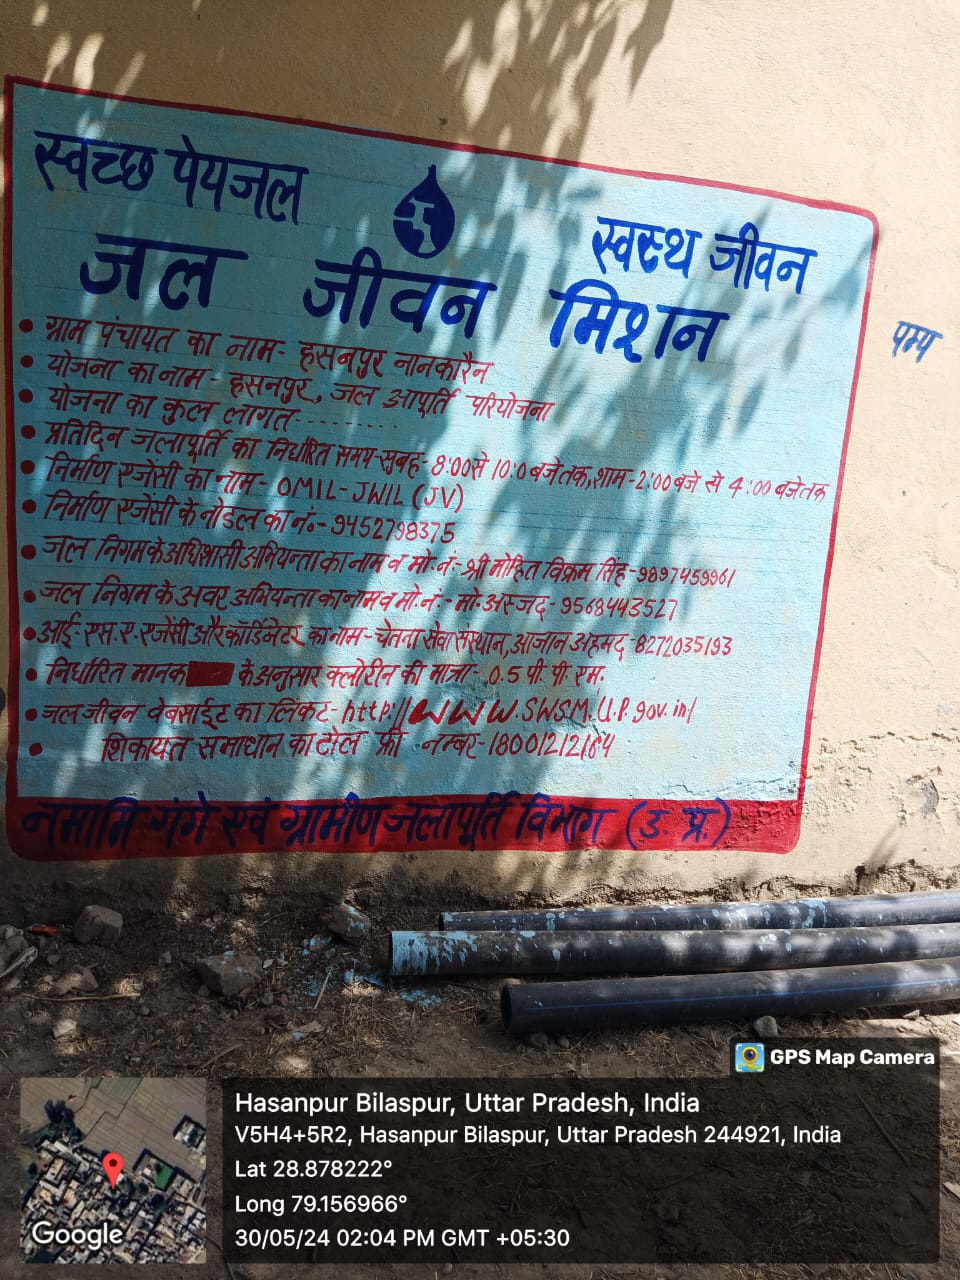 स्वच्छ पेयजल
स्वस्थ जीवन
जल जीवन मिशन
• ग्राम पंचायत का नाम- हसनपुर नानकारैन
• योजना का नाम- हसनपुर, जल आपूर्ति परियोजना
• योजना का कुल लागत- . . . . . . . . .
• प्रतिदिन जलापूर्ति का निर्धारित समय-सुबह- 8:00 से 10:0 बजे तक, शाम-2:00 बजे से 4:00 बजे तक
• निर्माण एजेंसी का नाम- OMIL-JWIL (JV)
• निर्माण एजेंसी के नोडल का नं०- 9452798375
• जल निगम के अधिशासी अभियन्ता का नाम व मो.नं- श्री मोहित विक्रम सिंह-9897459961
• जल निगम के अवर अभियन्ता का नाम व मो.नं.- मो. अस्जद- 9568443527
• आई-एस.ए. एजेंसी और कॉर्डिनेटर का नाम- चेतना सेवा संस्थान, आजान अहमद- 8272035193
• निर्धारित मानक के अनुसार क्लोरीन की मात्रा- 0.5 पी. पी. एम.
• जल जीवन वेबसाईट का लिंकट- http://www.SWSM.U.P.gov.in/
• शिकायत समाधान का टोल फ्री नम्बर-18001212164
नमामि गंगे एवं ग्रामीण जलापूर्ति विभाग (उ. प्र.)
पम्प
GPS Map Camera
Hasanpur Bilaspur, Uttar Pradesh, India
V5H4+5R2, Hasanpur Bilaspur, Uttar Pradesh 244921, India
Lat 28.878222°
Long 79.156966°
30/05/24 02:04 PM GMT +05:30
Google